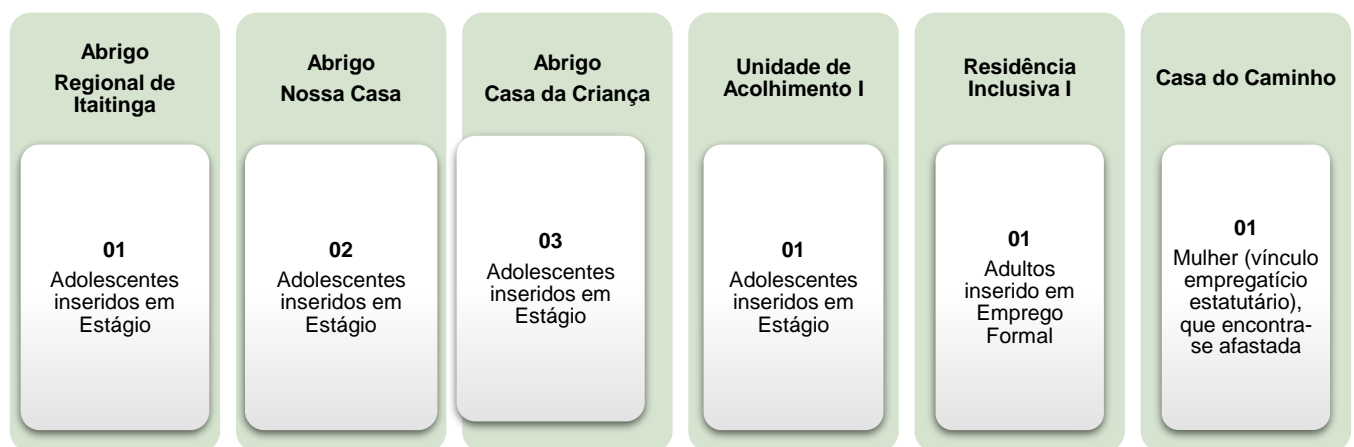 Abrigo
Regional de
Itaitinga
01
Adolescentes
inseridos em
Estágio
Abrigo
Nossa Casa
02
Adolescentes
inseridos em
Estágio
Abrigo
Casa da Criança
03
Adolescentes
inseridos em
Estágio
Unidade de
Acolhimento I
01
Adolescentes
inseridos em
Estágio
Residência
Inclusiva I
01
Adultos
inserido em
Emprego
Formal
Casa do Caminho
01
Mulher (vínculo
empregatício
estatutário),
que encontra-
se afastada